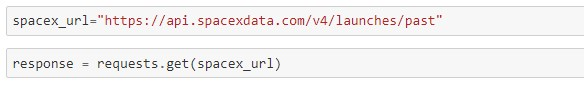 spacex_url="https://api.spacexdata.com/v4/launches/past"
response = requests.get(spacex_url)